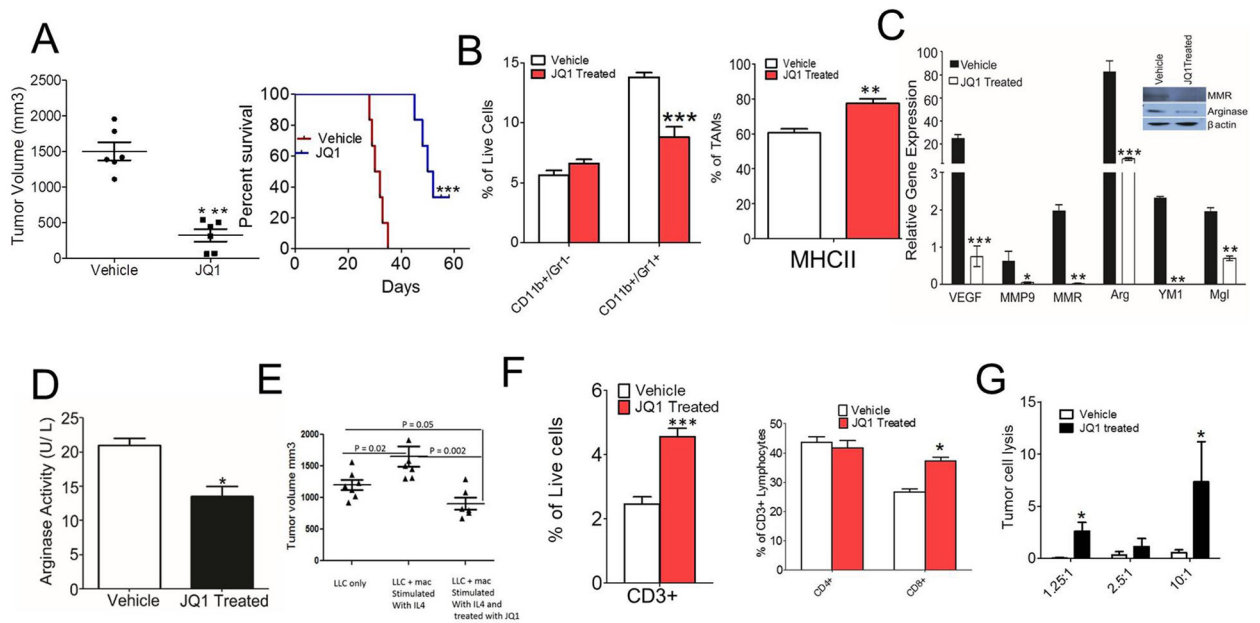 A
Tumor Volume (mm3)
2500
2000
1500
1000
500
0
* **
Vehicle
JQ1
Percent survival
100
80
60
40
20
0
Vehicle
JQ1
***
0
20
40
60
Days
B
Vehicle
JQ1 Treated
% of Live Cells
15
10
5
0
***
CD11b+/Gr1-
CD11b+/Gr1+
Vehicle
JQ1 Treated
% of TAMs
100
80
60
40
20
0
**
MHCII
C
Vehicle
JQ1 Treated
Relative Gene Expression
100
80
60
40
20
3
2
1
0
***
*
**
***
**
**
VEGF
MMP9
MMR
Arg
YM1
Mgl
Vehicle
JQ1Treated
MMR
Arginase
β actin
D
Arginase Activity (U/ L)
25
20
15
10
5
0
*
Vehicle
JQ1 Treated
E
Tumor volume mm3
2000
1500
1000
500
0
P = 0.05
P = 0.02
P = 0.002
LLC only
LLC + mac
Stimulated
With IL4
LLC + mac
Stimulated
With IL4 and
treated with JQ1
F
Vehicle
JQ1 Treated
% of Live cells
6
4
2
0
***
CD3+
Vehicle
JQ1 Treated
% of CD3+ Lymphocytes
60
50
40
30
20
10
0
*
CD4+
CD8+
G
Vehicle
JQ1 treated
Tumor cell lysis
15
10
5
0
*
*
1.25:1
2.5:1
10:1